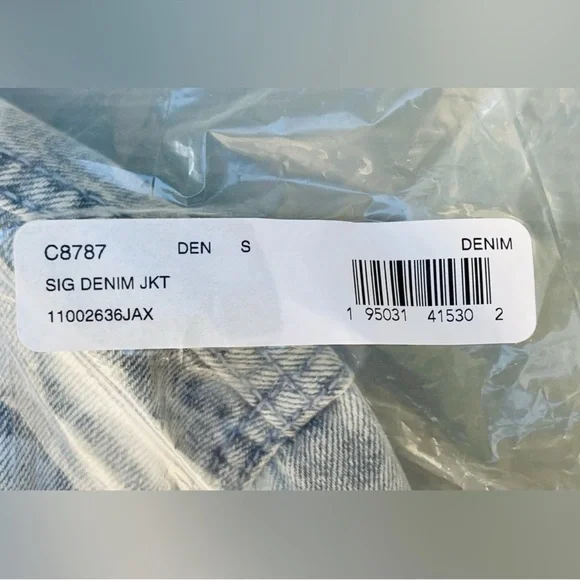 C8787 DEN S DENIM
SIG DENIM JKT
11002636JAX
1 95031 41530 2